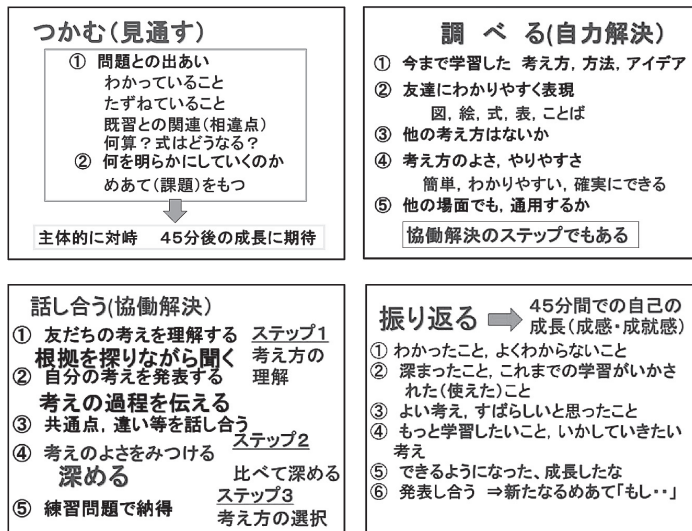 つかむ(見通す)
① 問題との出あい
わかっていること
たずねていること
既習との関連(相違点)
何算?式はどうなる?
② 何を明らかにしていくのか
めあて(課題)をもつ
主体的に対峙 45分後の成長に期待
調 べ る(自力解決)
① 今まで学習した 考え方, 方法, アイデア
② 友達にわかりやすく表現
図, 絵, 式, 表, ことば
③ 他の考え方はないか
④ 考え方のよさ, やりやすさ
簡単, わかりやすい, 確実にできる
⑤ 他の場面でも, 通用するか
協働解決のステップでもある
話し合う(協働解決)
① 友だちの考えを理解する ステップ1
根拠を探りながら聞く 考え方の
② 自分の考えを発表する 理解
考えの過程を伝える
③ 共通点, 違い等を話し合う
④ 考えのよさをみつける ステップ2
深める 比べて深める
ステップ3
⑤ 練習問題で納得 考え方の選択
振り返る 45分間での自己の
成長(成感・成就感)
① わかったこと, よくわからないこと
② 深まったこと, これまでの学習がいかさ
れた(使えた)こと
③ よい考え, すばらしいと思ったこと
④ もっと学習したいこと, いかしていきたい
考え
⑤ できるようになった、成長したな
⑥ 発表し合う ⇒新たなるめあて「もし・・」